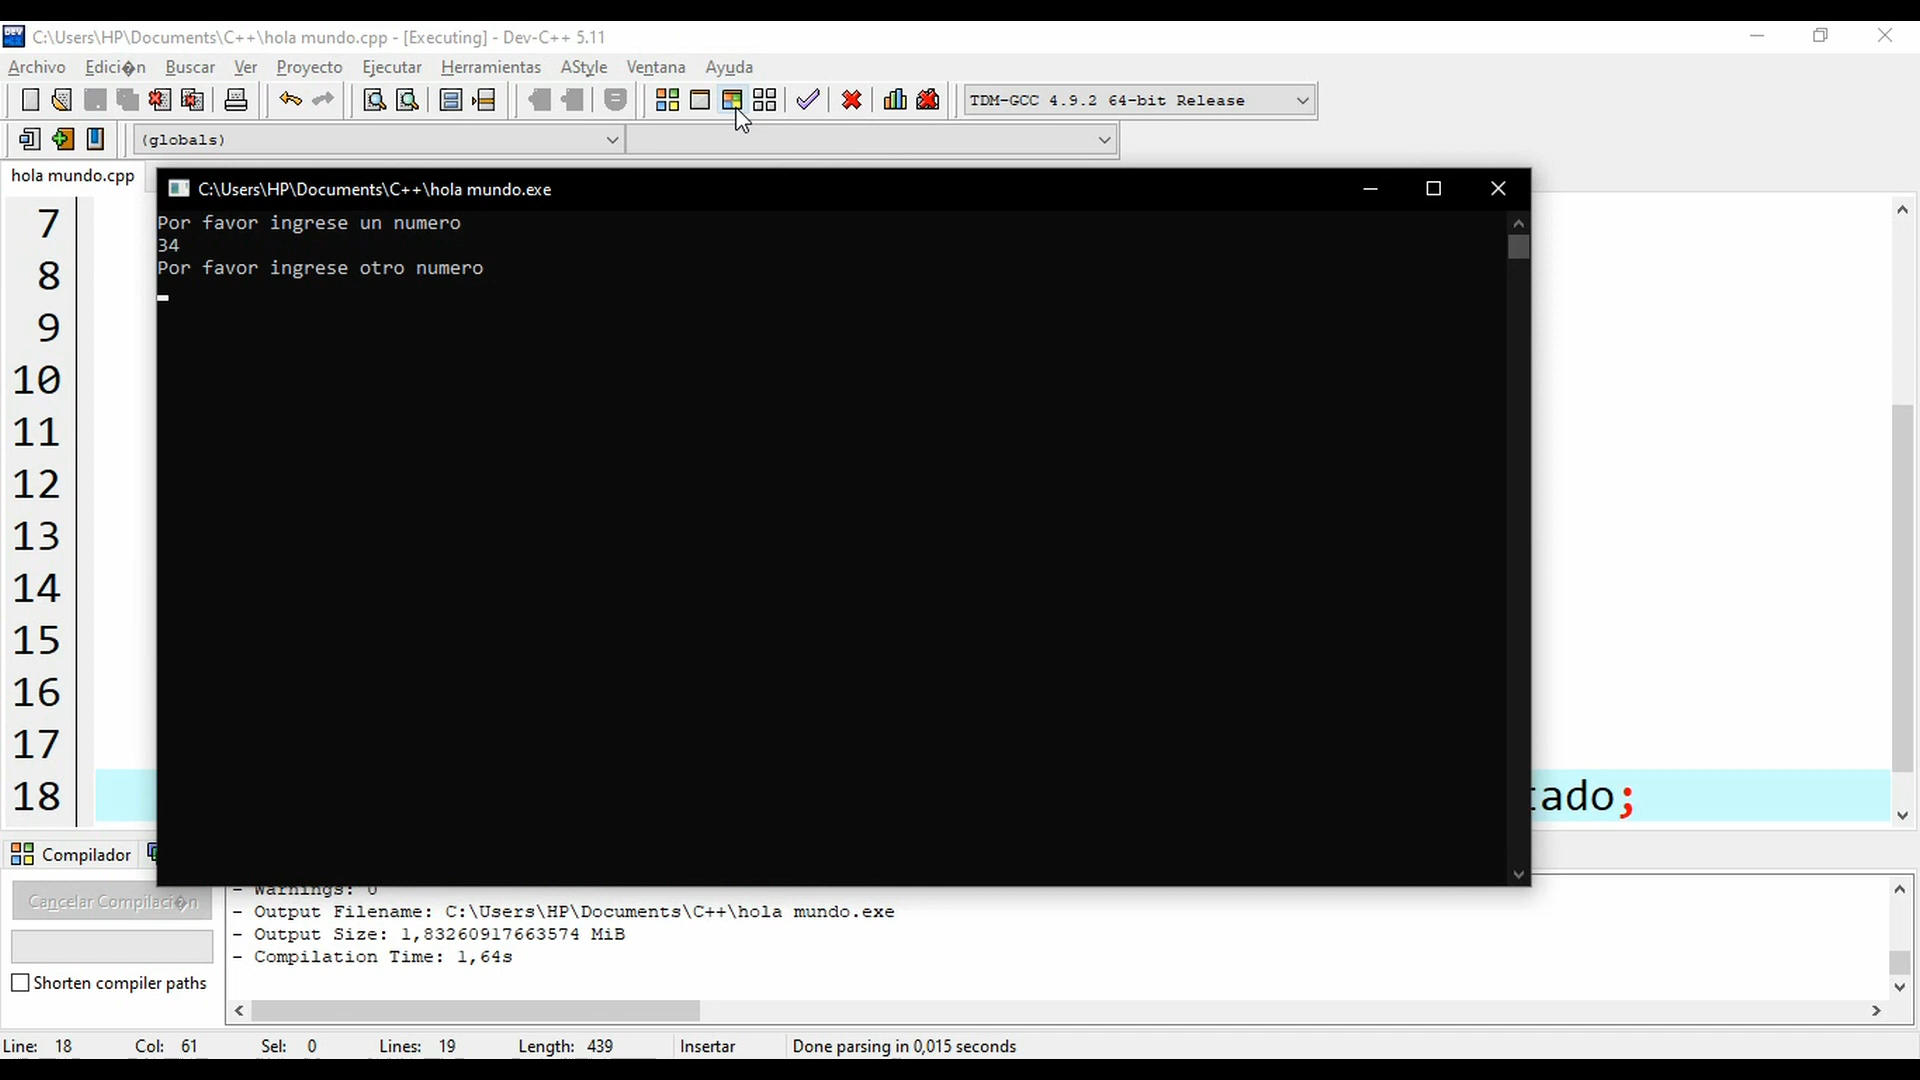 C:\Users\HP\Documents\C++\hola mundo.cpp - [Executing] - Dev-C++ 5.11
Archivo Edici�n Buscar Ver Proyecto Ejecutar Herramientas AStyle Ventana Ayuda
TDM-GCC 4.9.2 64-bit Release
(globals)
hola mundo.cpp
C:\Users\HP\Documents\C++\hola mundo.exe
Por favor ingrese un numero
34
Por favor ingrese otro numero
7
8
9
10
11
12
13
14
15
16
17
18 tado;
Compilador
Cancelar Compilaci�n
Shorten compiler paths
- Warnings: 0
- Output Filename: C:\Users\HP\Documents\C++\hola mundo.exe
- Output Size: 1,83260917663574 MiB
- Compilation Time: 1,64s
Line: 18 Col: 61 Sel: 0 Lines: 19 Length: 439 Insertar Done parsing in 0,015 seconds